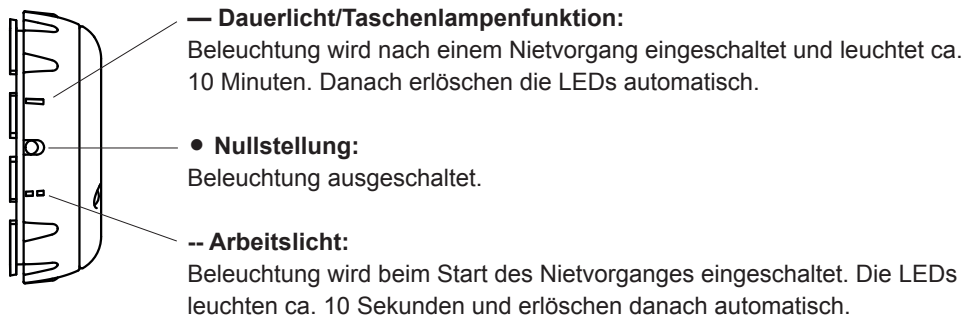 — Dauerlicht/Taschenlampenfunktion:
Beleuchtung wird nach einem Nietvorgang eingeschaltet und leuchtet ca.
10 Minuten. Danach erlöschen die LEDs automatisch.
• Nullstellung:
Beleuchtung ausgeschaltet.
-- Arbeitslicht:
Beleuchtung wird beim Start des Nietvorganges eingeschaltet. Die LEDs
leuchten ca. 10 Sekunden und erlöschen danach automatisch.